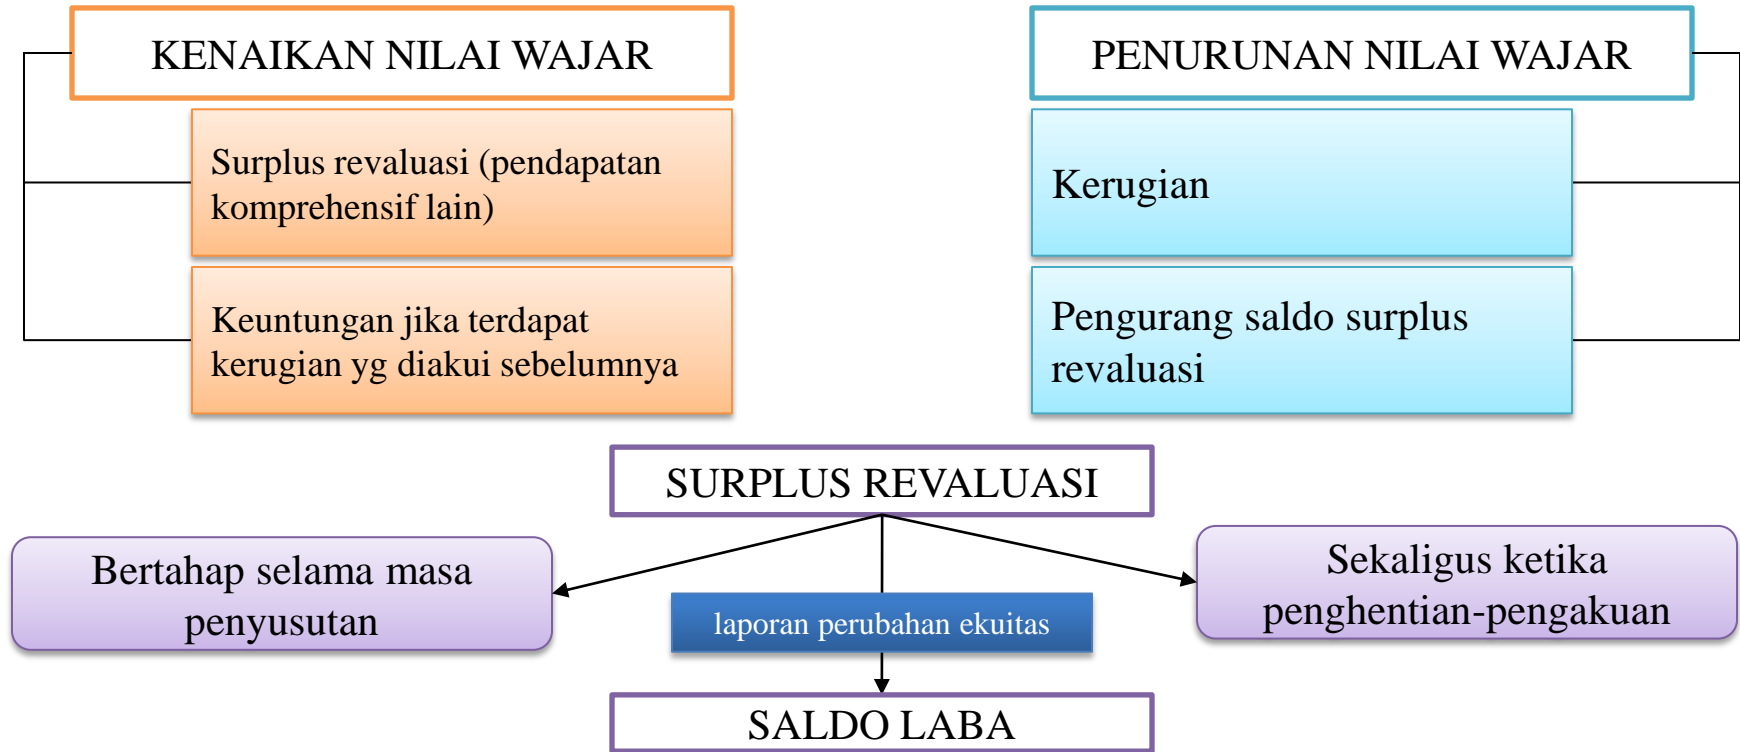 KENAIKAN NILAI WAJAR
Surplus revaluasi (pendapatan
komprehensif lain)
Keuntungan jika terdapat
kerugian yg diakui sebelumnya
PENURUNAN NILAI WAJAR
Kerugian
Pengurang saldo surplus
revaluasi
SURPLUS REVALUASI
Bertahap selama masa
penyusutan
laporan perubahan ekuitas
Sekaligus ketika
penghentian-pengakuan
SALDO LABA